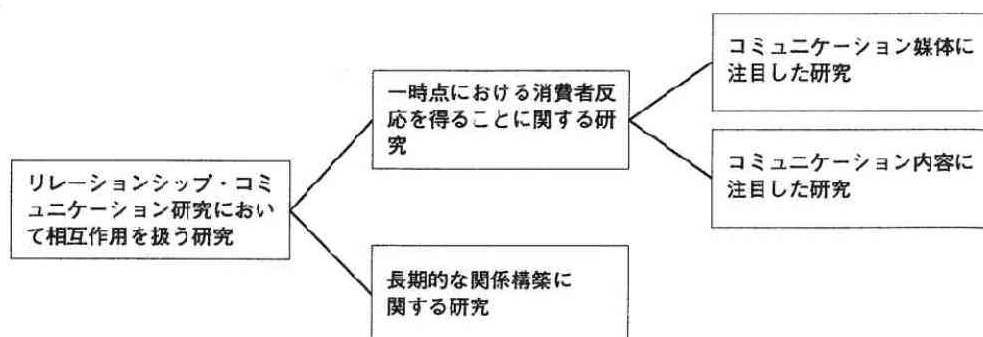 リレーションシップ・コミ
ュニケーション研究におい
て相互作用を扱う研究
一時点における消費者反
応を得ることに関する研
究
長期的な関係構築に
関する研究
コミュニケーション媒体に
注目した研究
コミュニケーション内容に
注目した研究